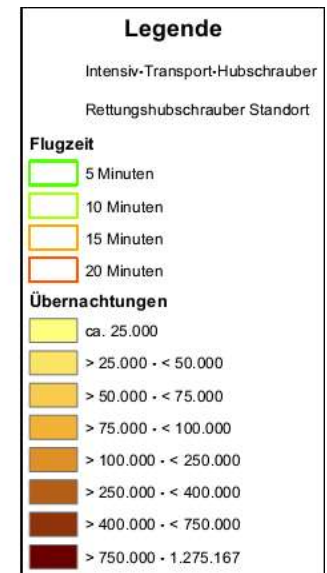 Legende
Intensiv-Transport-Hubschrauber
Rettungshubschrauber Standort
Flugzeit
5 Minuten
10 Minuten
15 Minuten
20 Minuten
Übernachtungen
ca. 25.000
> 25.000 - < 50.000
> 50.000 - < 75.000
> 75.000 - < 100.000
> 100.000 - < 250.000
> 250.000 - < 400.000
> 400.000 - < 750.000
> 750.000 - 1.275.167